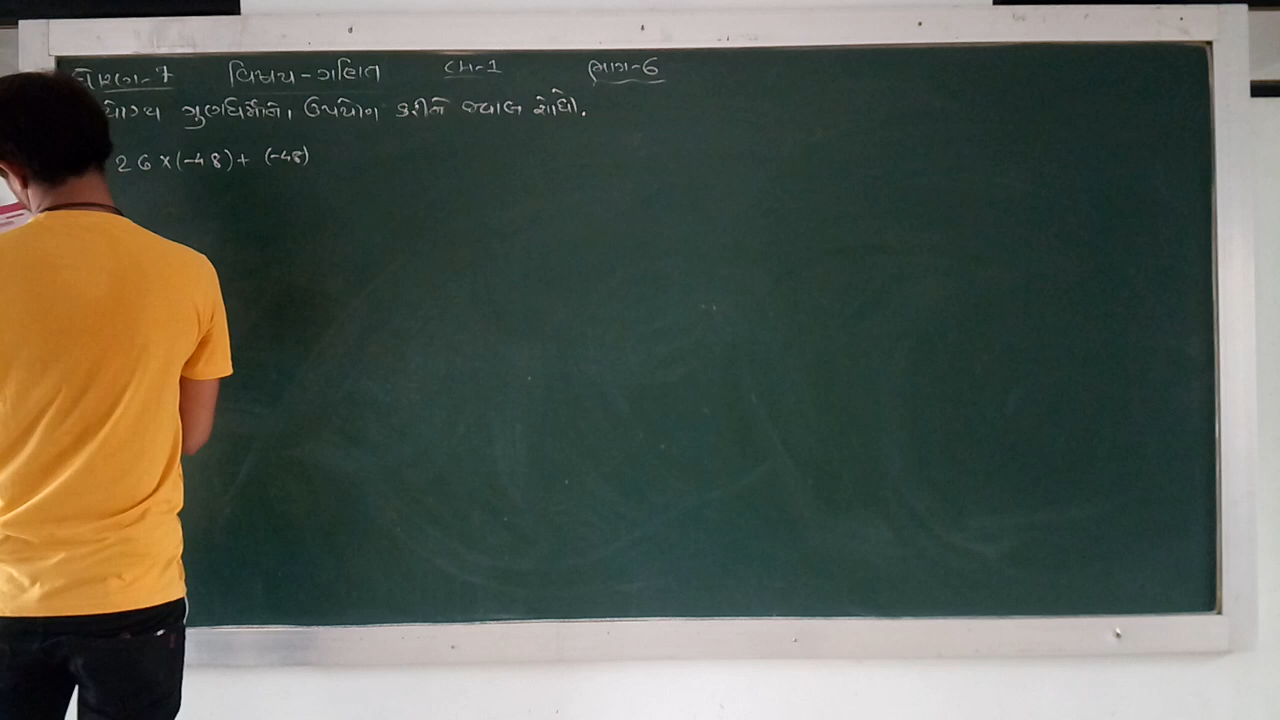 ધોરણ-7 વિષય-ગણિત CH-1 ભાગ-6
યોગ્ય ગુણધર્મોનો ઉપયોગ કરીને જવાબ શોધો.
26 x (-48) + (-48)